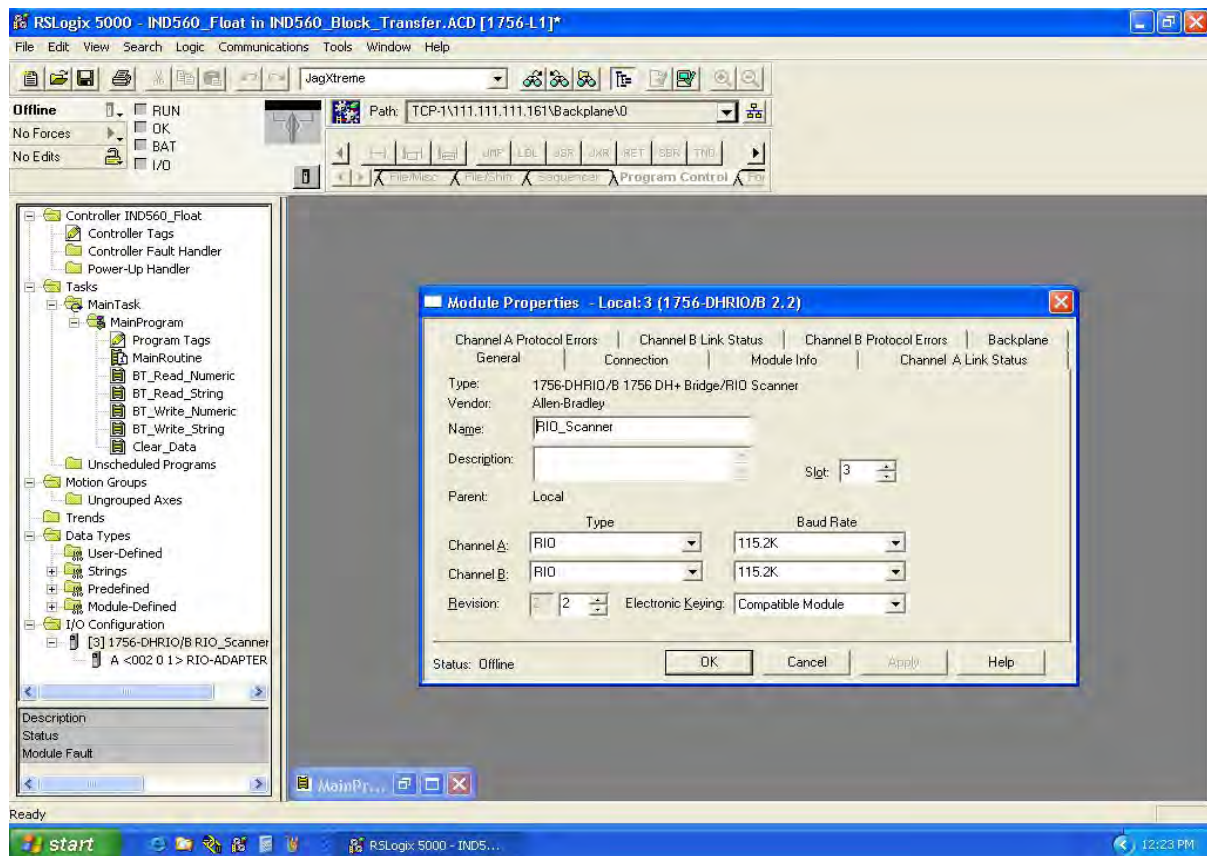 RSLogix 5000 - IND560_Float in IND560_Block_Transfer.ACD [1756-L1]*
File Edit View Search Logic Communications Tools Window Help
JagXtreme
Offline
RUN
No Forces
OK
No Edits
BAT
I/O
Path: TCP-1\111.111.111.161\Backplane\0
JMP LBL JSR JXR RET SBR TND
File/Misc File/Shift Sequencer Program Control For
Controller IND560_Float
Controller Tags
Controller Fault Handler
Power-Up Handler
Tasks
MainTask
MainProgram
Program Tags
MainRoutine
BT_Read_Numeric
BT_Read_String
BT_Write_Numeric
BT_Write_String
Clear_Data
Unscheduled Programs
Motion Groups
Ungrouped Axes
Trends
Data Types
User-Defined
Strings
Predefined
Module-Defined
I/O Configuration
[3] 1756-DHRIO/B RIO_Scanner
A <002 0 1> RIO-ADAPTER
Description
Status
Module Fault
Module Properties - Local:3 (1756-DHRIO/B 2.2)
Channel A Protocol Errors Channel B Link Status Channel B Protocol Errors Backplane
General Connection Module Info Channel A Link Status
Type: 1756-DHRIO/B 1756 DH+ Bridge/RIO Scanner
Vendor: Allen-Bradley
Name: RIO_Scanner
Description:
Slot: 3
Parent: Local
Type Baud Rate
Channel A: RIO 115.2K
Channel B: RIO 115.2K
Revision: 2 2 Electronic Keying: Compatible Module
Status: Offline OK Cancel Apply Help
MainPr...
Ready
start RSLogix 5000 - IND5... 12:23 PM